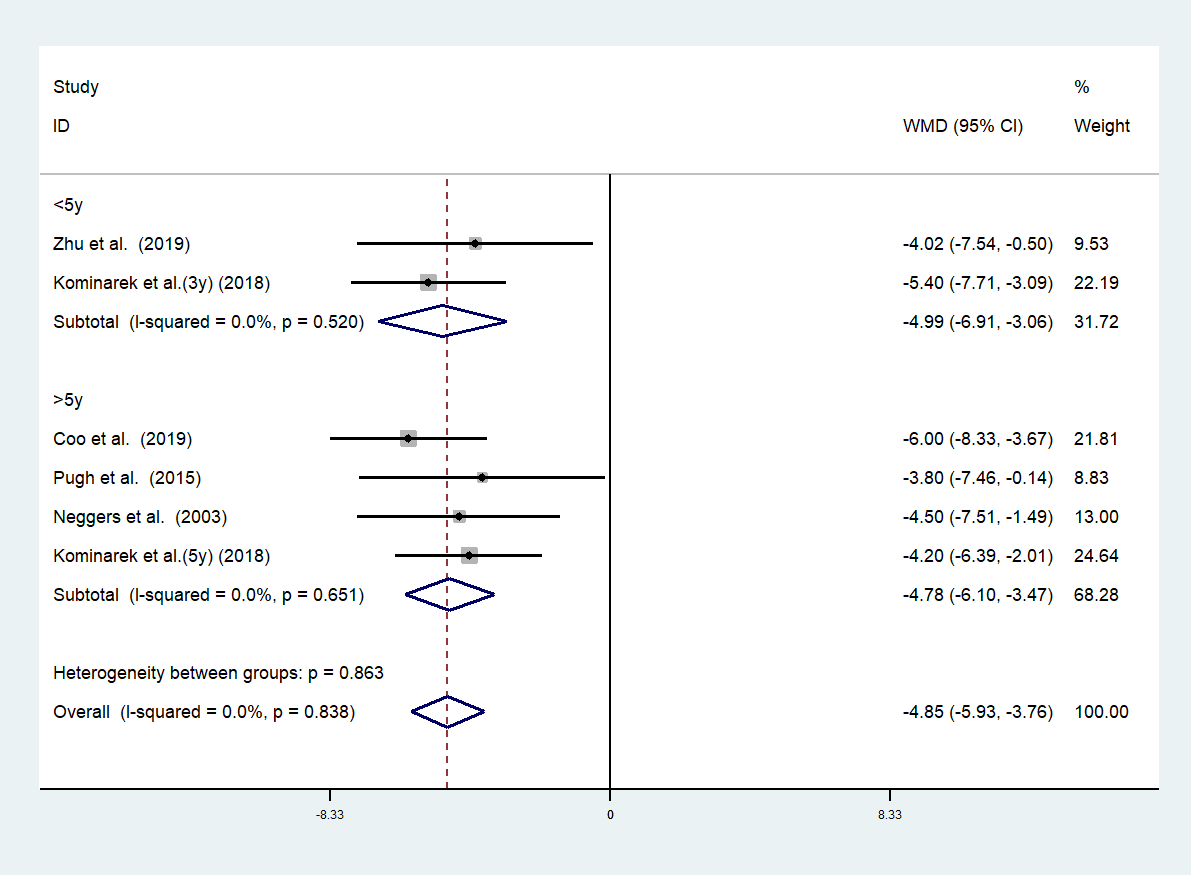 Study %
ID WMD (95% CI) Weight
<5y
Zhu et al. (2019) -4.02 (-7.54, -0.50) 9.53
Kominarek et al.(3y) (2018) -5.40 (-7.71, -3.09) 22.19
Subtotal (I-squared = 0.0%, p = 0.520) -4.99 (-6.91, -3.06) 31.72
>5y
Coo et al. (2019) -6.00 (-8.33, -3.67) 21.81
Pugh et al. (2015) -3.80 (-7.46, -0.14) 8.83
Neggers et al. (2003) -4.50 (-7.51, -1.49) 13.00
Kominarek et al.(5y) (2018) -4.20 (-6.39, -2.01) 24.64
Subtotal (I-squared = 0.0%, p = 0.651) -4.78 (-6.10, -3.47) 68.28
Heterogeneity between groups: p = 0.863
Overall (I-squared = 0.0%, p = 0.838) -4.85 (-5.93, -3.76) 100.00
-8.33 0 8.33